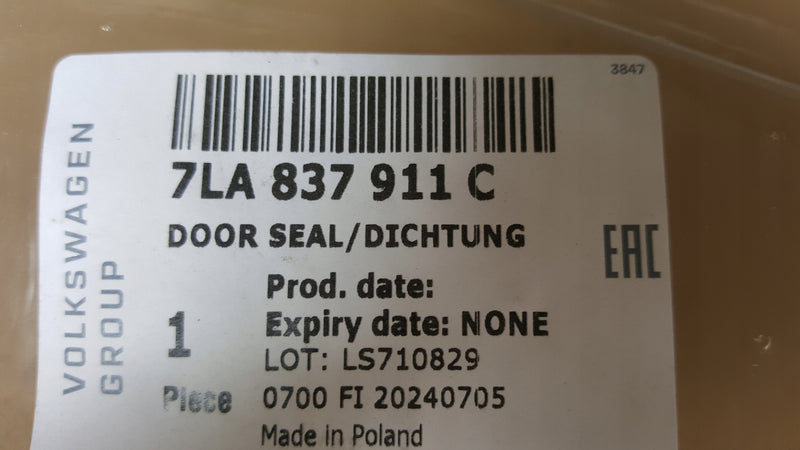 3847
7LA 837 911 C
DOOR SEAL/DICHTUNG
EAC
Prod. date:
1
Expiry date: NONE
LOT: LS710829
Piece
0700 FI 20240705
Made in Poland
VOLKSWAGEN
GROUP